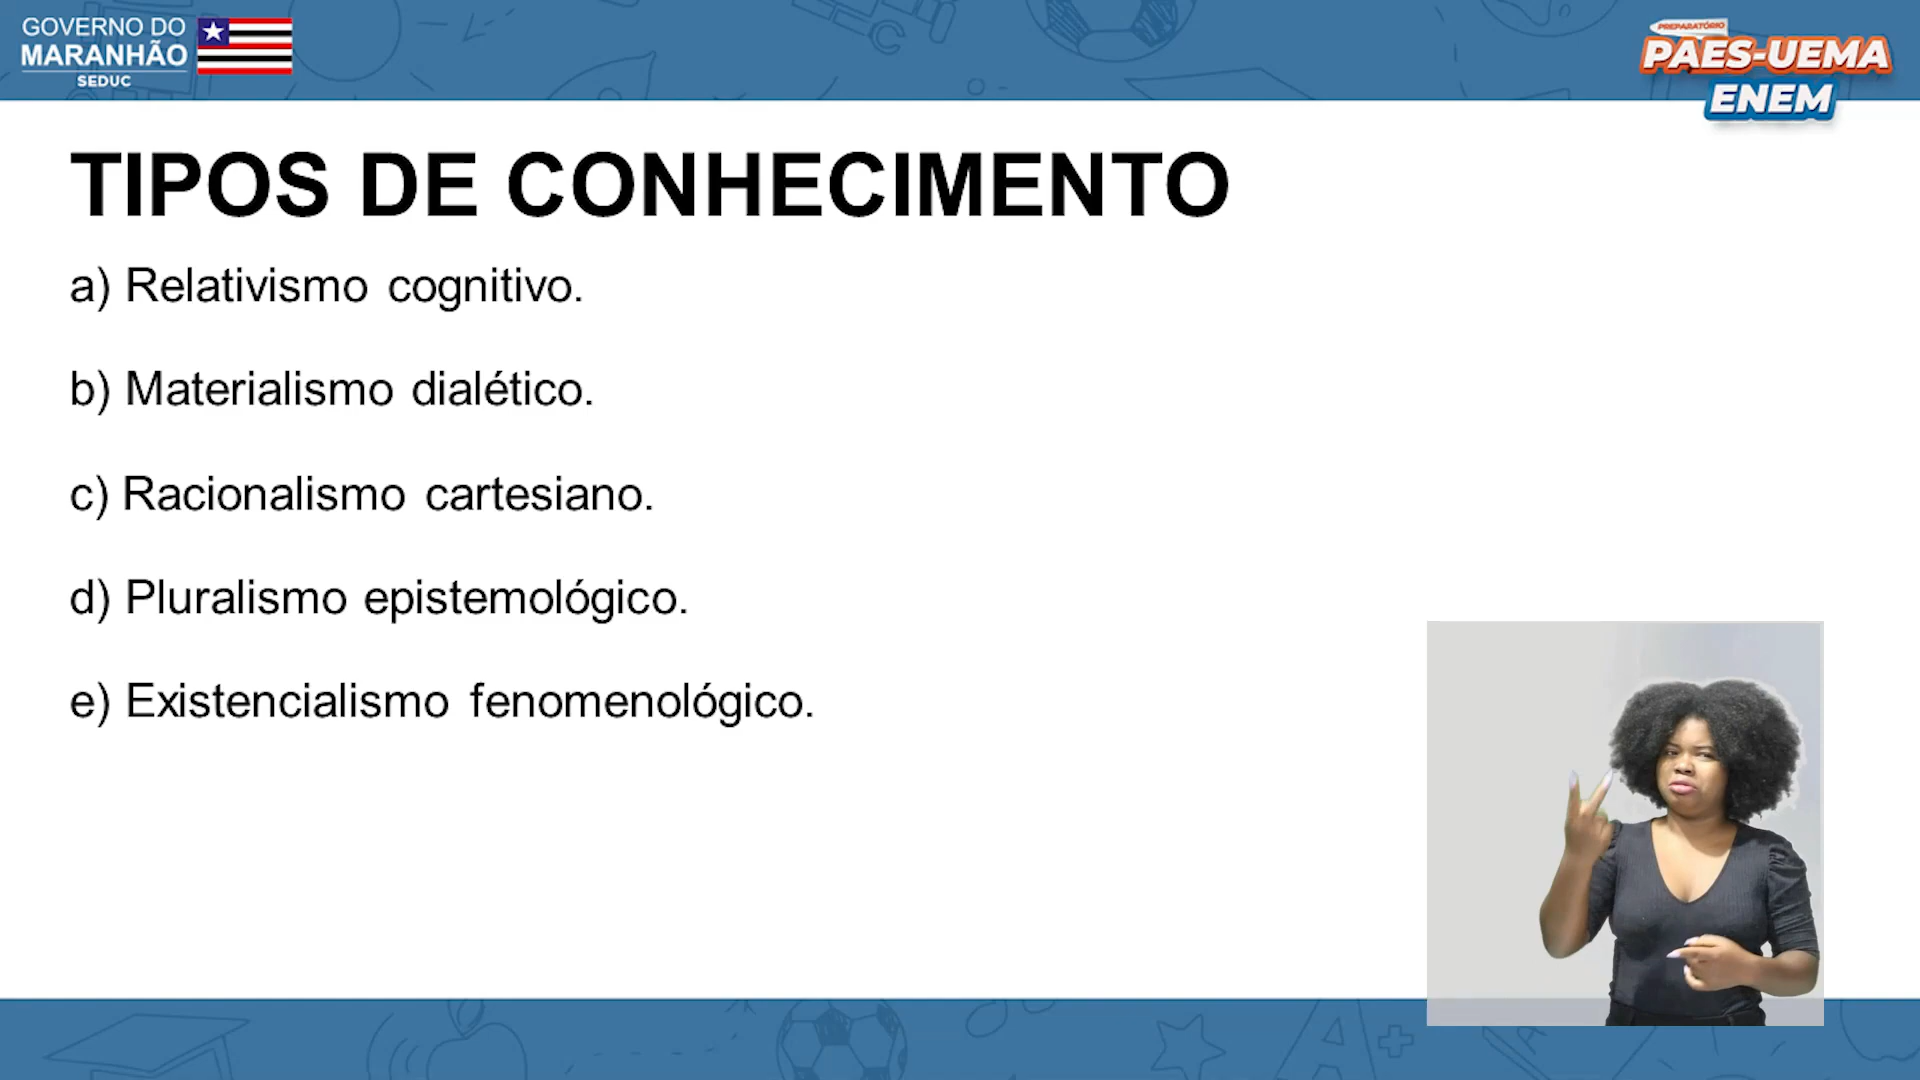 GOVERNO DO
MARANHÃO
SEDUC
PREPARATÓRIO
PAES-UEMA
ENEM
TIPOS DE CONHECIMENTO
a) Relativismo cognitivo.
b) Materialismo dialético.
c) Racionalismo cartesiano.
d) Pluralismo epistemológico.
e) Existencialismo fenomenológico.